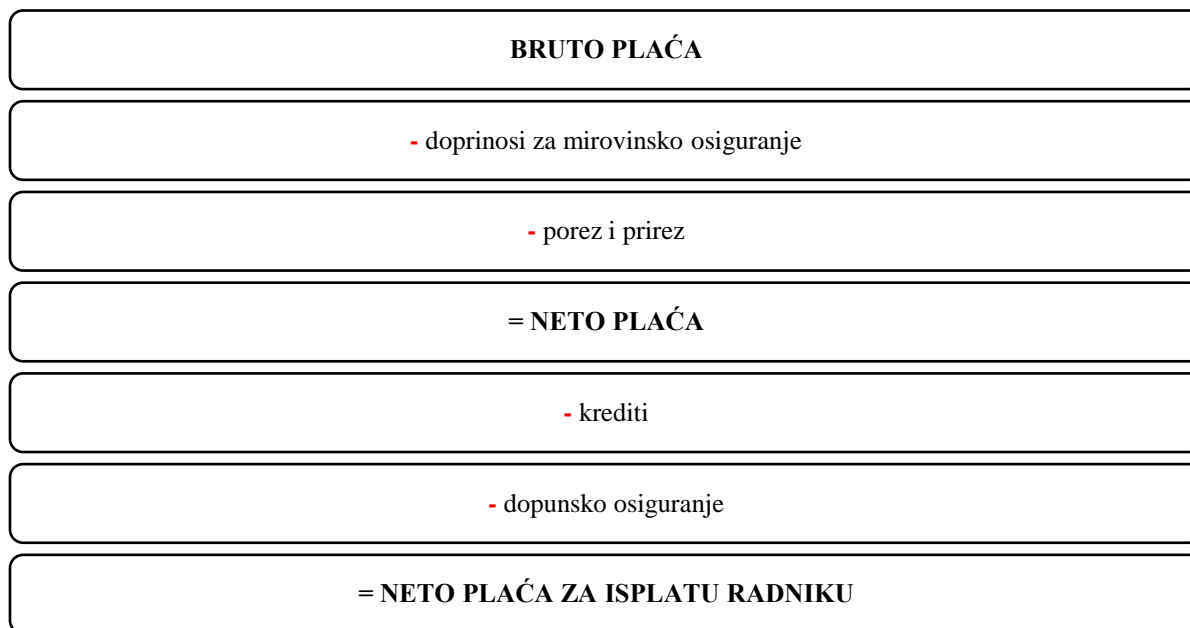 BRUTO PLAĆA
- doprinosi za mirovinsko osiguranje
- porez i prirez
= NETO PLAĆA
- krediti
- dopunsko osiguranje
= NETO PLAĆA ZA ISPLATU RADNIKU